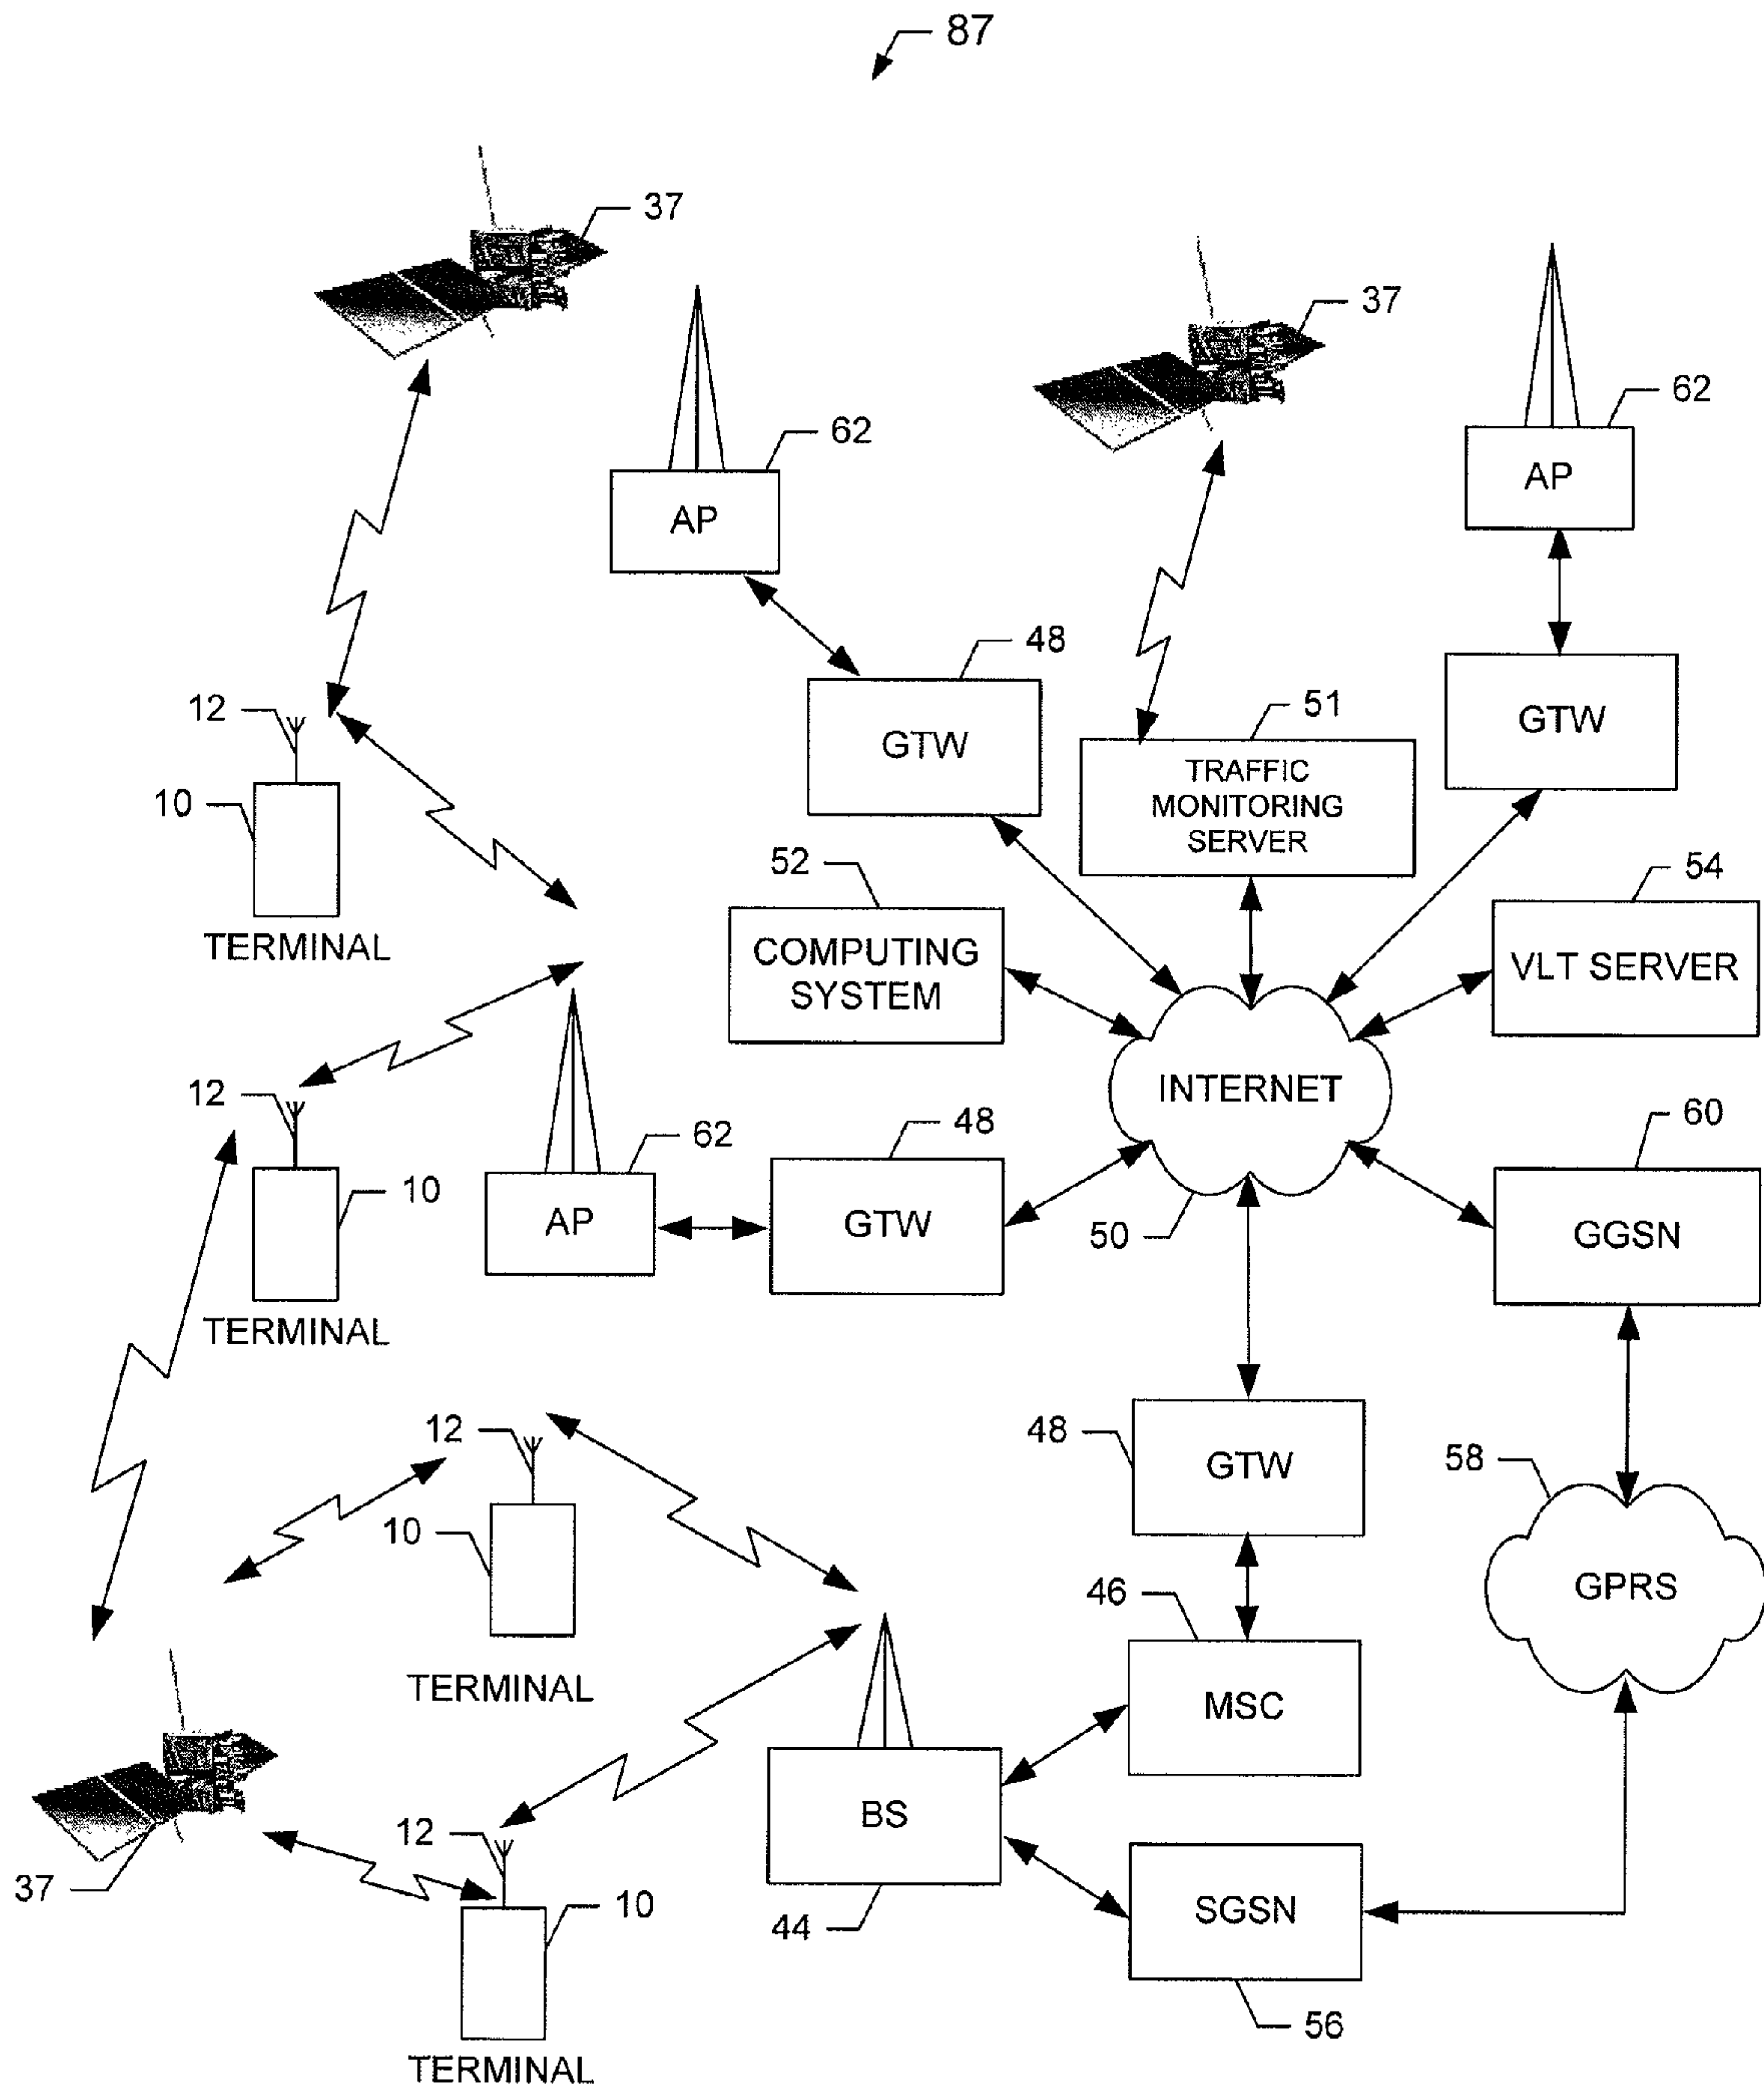 87
37
37
62
62
AP
AP
48
12
GTW
51
GTW
10
TRAFFIC
MONITORING
SERVER
52
54
TERMINAL
COMPUTING
SYSTEM
VLT SERVER
12
INTERNET
62
48
60
10
AP
GTW
50
GGSN
TERMINAL
12
48
GTW
58
10
46
GPRS
TERMINAL
MSC
BS
12
37
10
44
SGSN
56
TERMINAL